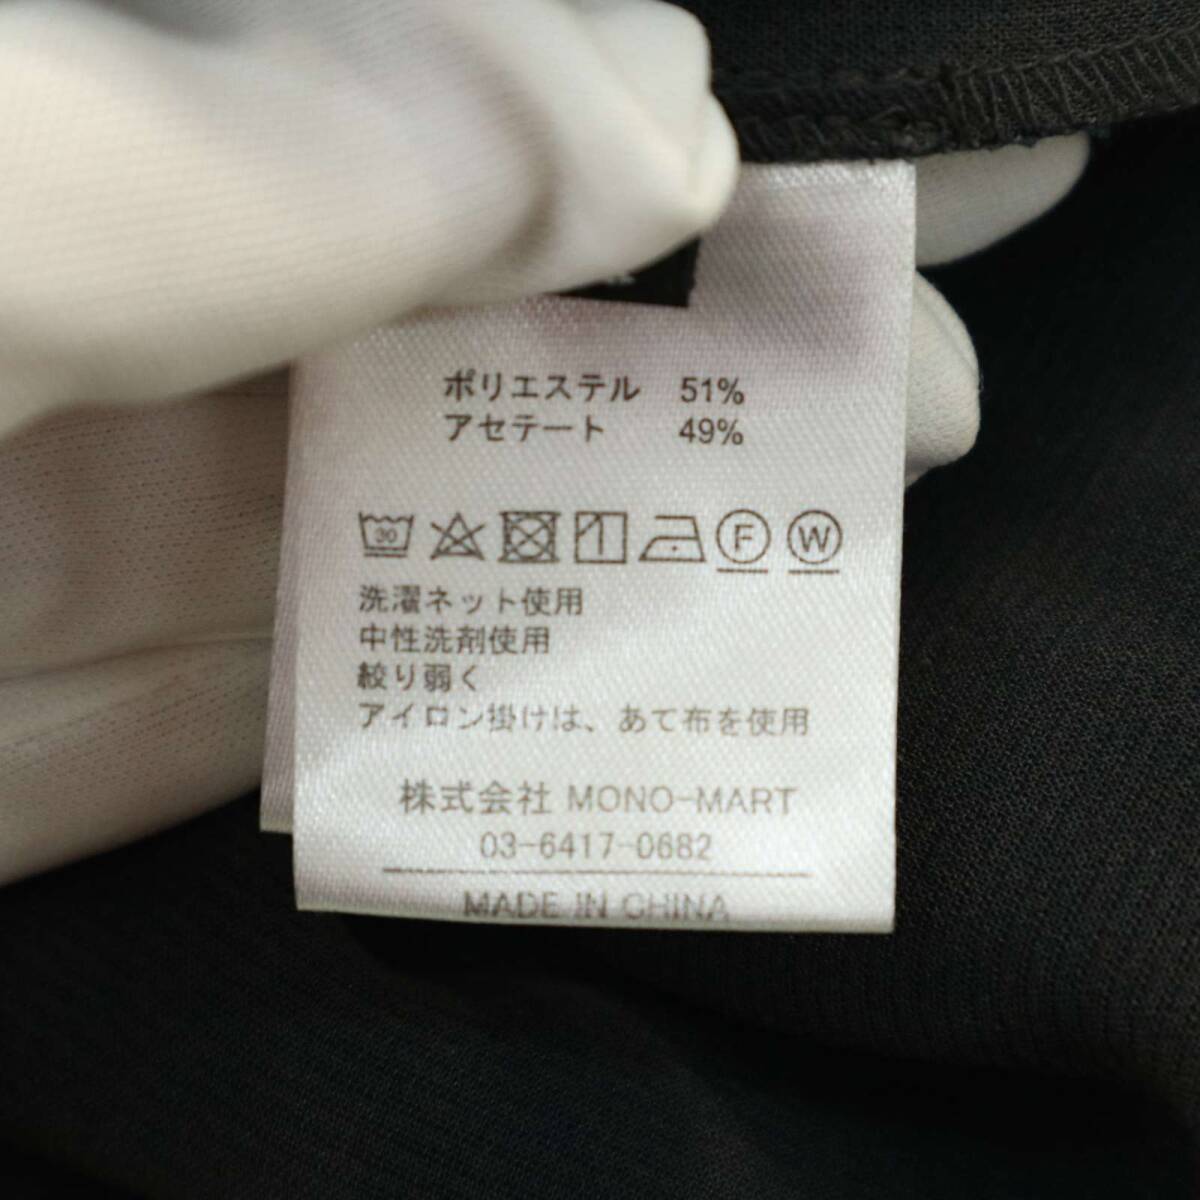 ポリエステル 51%
アセテート 49%
30 F W
洗濯ネット使用
中性洗剤使用
絞り弱く
アイロン掛けは、あて布を使用
株式会社 MONO-MART
03-6417-0682
MADE IN CHINA